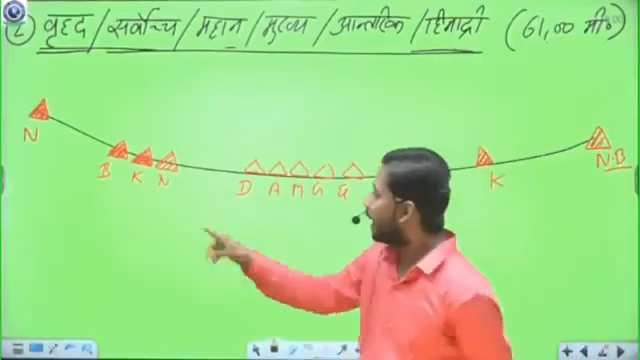 (2) वृहद / सर्वोच्य / महान / मुख्य / आन्तरिक / हिमाद्री (61,00 मी०)
N B K N D A M G G K N.B